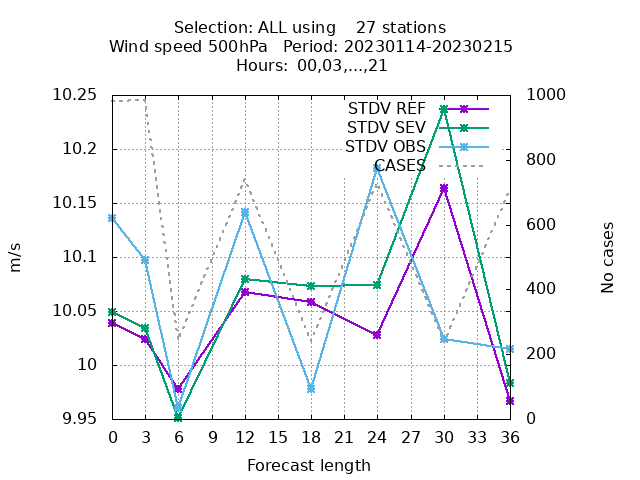 Selection: ALL using    27 stations
Wind speed 500hPa   Period: 20230114-20230215
Hours: 00,03,...,21
STDV REF
STDV SEV
STDV OBS
CASES
10.25
10.2
10.15
10.1
10.05
10
9.95
m/s
1000
800
600
400
200
0
No cases
0 3 6 9 12 15 18 21 24 27 30 33 36
Forecast length